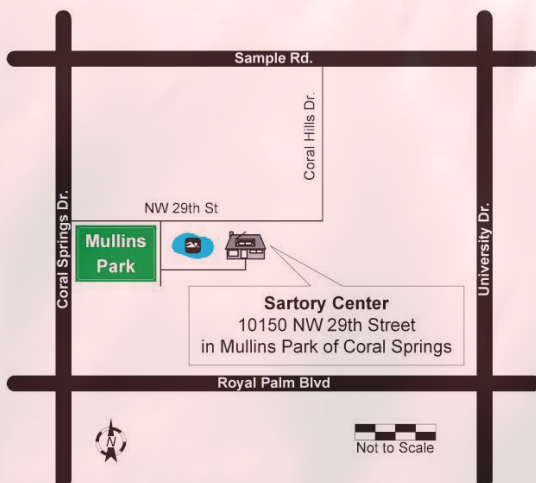 Sample Rd.
Coral Hills Dr.
NW 29th St
Coral Springs Dr.
Mullins
Park
University Dr.
Sartory Center
10150 NW 29th Street
in Mullins Park of Coral Springs
Royal Palm Blvd
N
Not to Scale